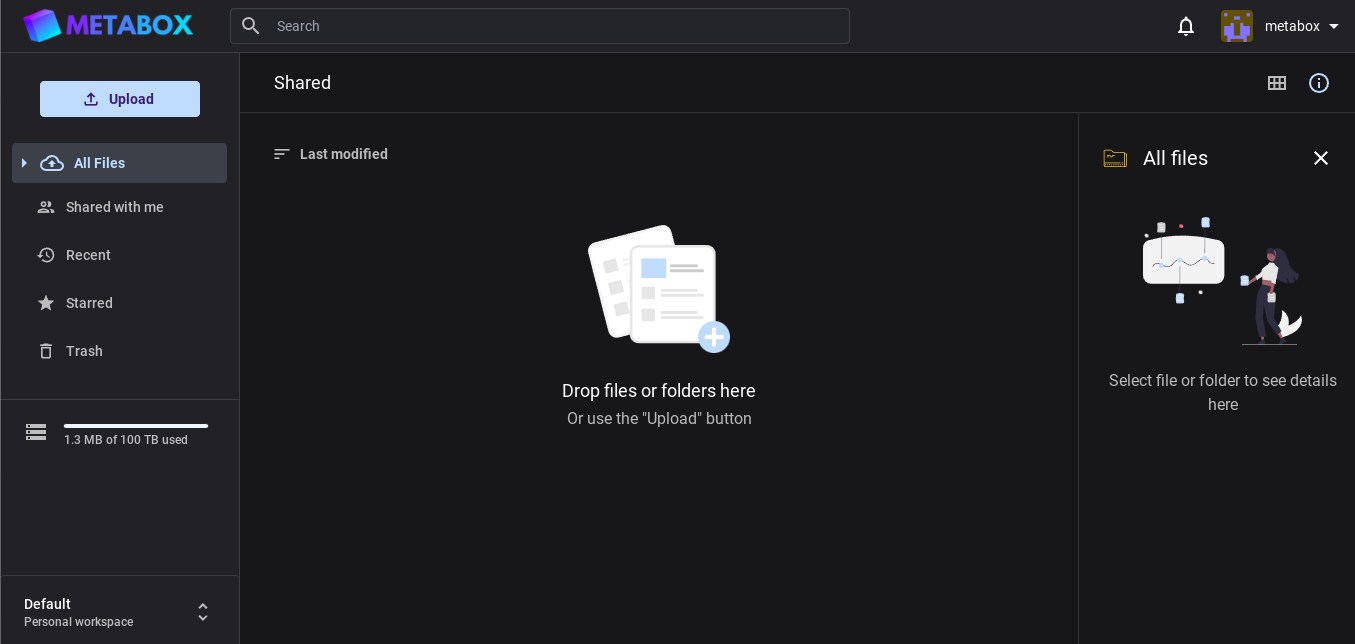 METABOX
Search
metabox
Upload
Shared
All Files
Shared with me
Recent
Starred
Trash
1.3 MB of 100 TB used
Default
Personal workspace
Last modified
Drop files or folders here
Or use the "Upload" button
All files
Select file or folder to see details
here